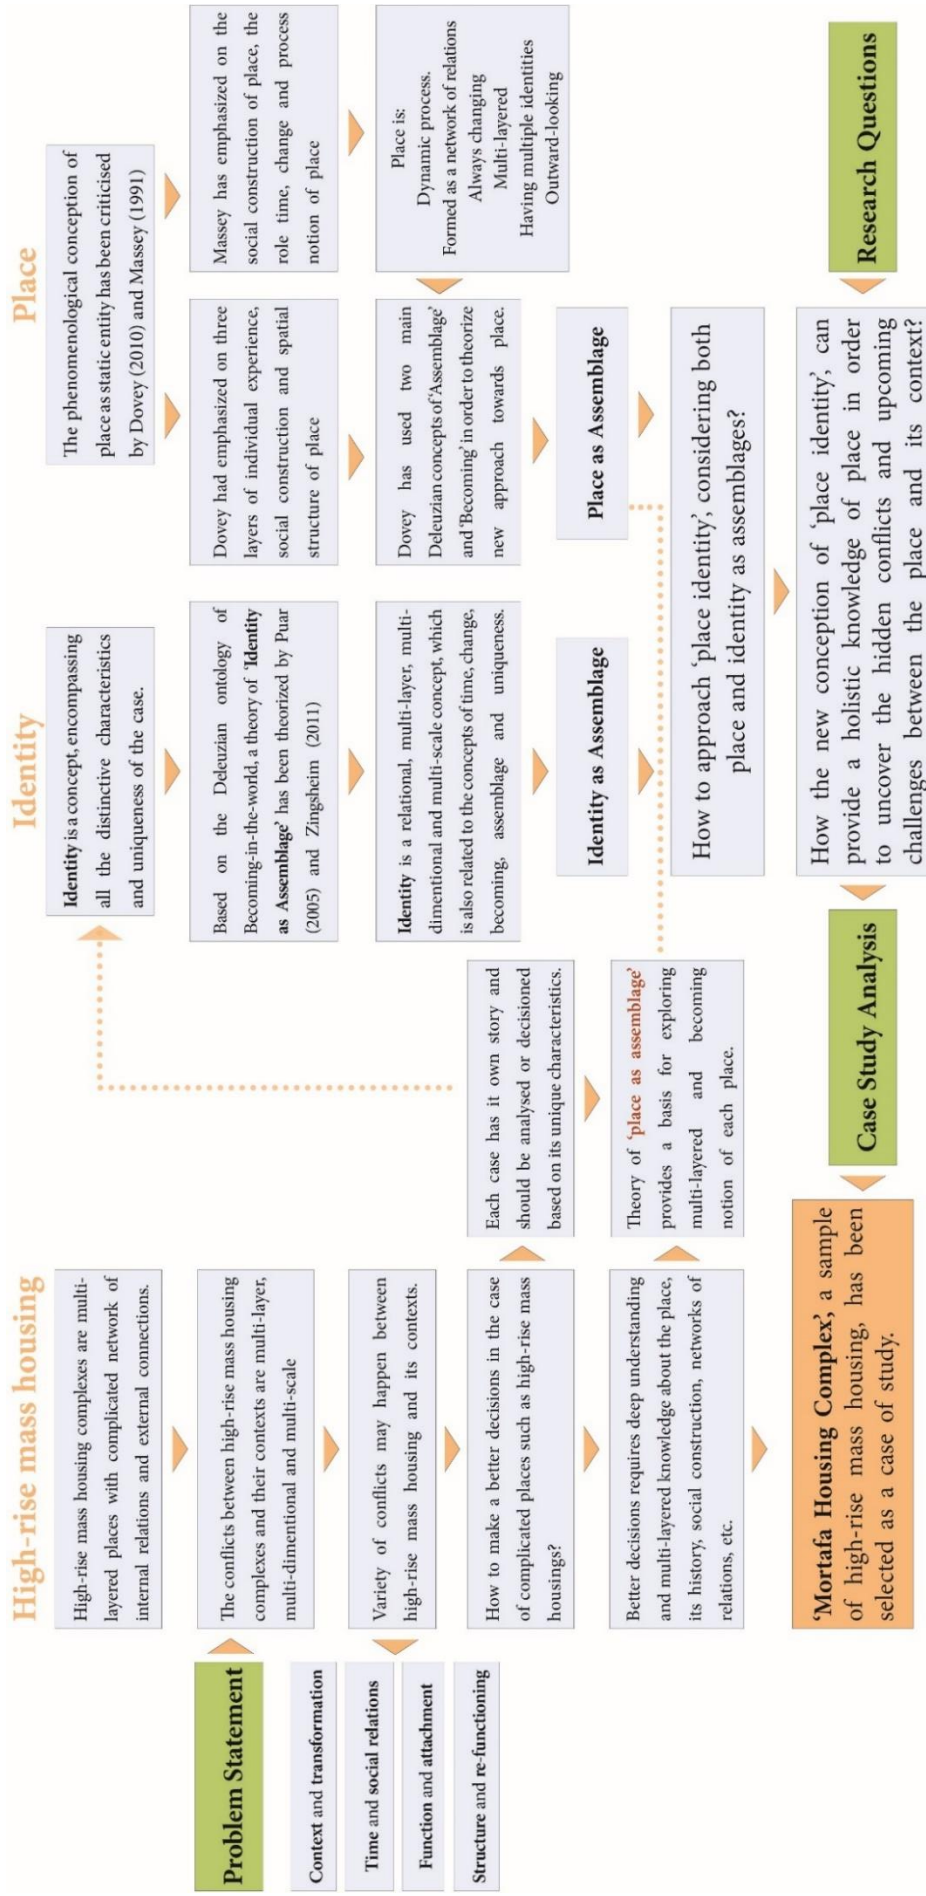 High-rise mass housing
Identity
Place
High-rise mass housing complexes are multi-
layered places with complicated network of
internal relations and external connections.
Problem Statement
The conflicts between high-rise mass housing
complexes and their contexts are multi-layer,
multi-dimentional and multi-scale
Variety of conflicts may happen between
high-rise mass housing and its contexts.
Context and transformation
Time and social relations
Function and attachment
Structure and re-functioning
How to make a better decisions in the case
of complicated places such as high-rise mass
housings?
Each case has it own story and
should be analysed or decisioned
based on its unique characteristics.
Better decisions requires deep understanding
and multi-layered knowledge about the place,
its history, social construction, networks of
relations, etc.
Theory of 'place as assemblage'
provides a basis for exploring
multi-layered and becoming
notion of each place.
Identity is a concept, encompassing
all the distinctive characteristics
and uniqueness of the case.
Based on the Deleuzian ontology of
Becoming-in-the-world, a theory of 'Identity
as Assemblage' has been theorized by Puar
(2005) and Zingsheim (2011)
Identity is a relational, multi-layer, multi-
dimentional and multi-scale concept, which
is also related to the concepts of time, change,
becoming, assemblage and uniqueness.
Identity as Assemblage
The phenomenological conception of
place as static entity has been criticised
by Dovey (2010) and Massey (1991)
Dovey had emphasized on three
layers of individual experience,
social construction and spatial
structure of place
Massey has emphasized on the
social construction of place, the
role time, change and process
notion of place
Dovey has used two main
Deleuzian concepts of 'Assemblage'
and 'Becoming' in order to theorize
new approach towards place.
Place is:
Dynamic process.
Formed as a network of relations
Always changing
Multi-layered
Having multiple identities
Outward-looking
Place as Assemblage
How to approach 'place identity', considering both
place and identity as assemblages?
How the new conception of 'place identity', can
provide a holistic knowledge of place in order
to uncover the hidden conflicts and upcoming
challenges between the place and its context?
Research Questions
Case Study Analysis
'Mortafa Housing Complex', a sample
of high-rise mass housing, has been
selected as a case of study.